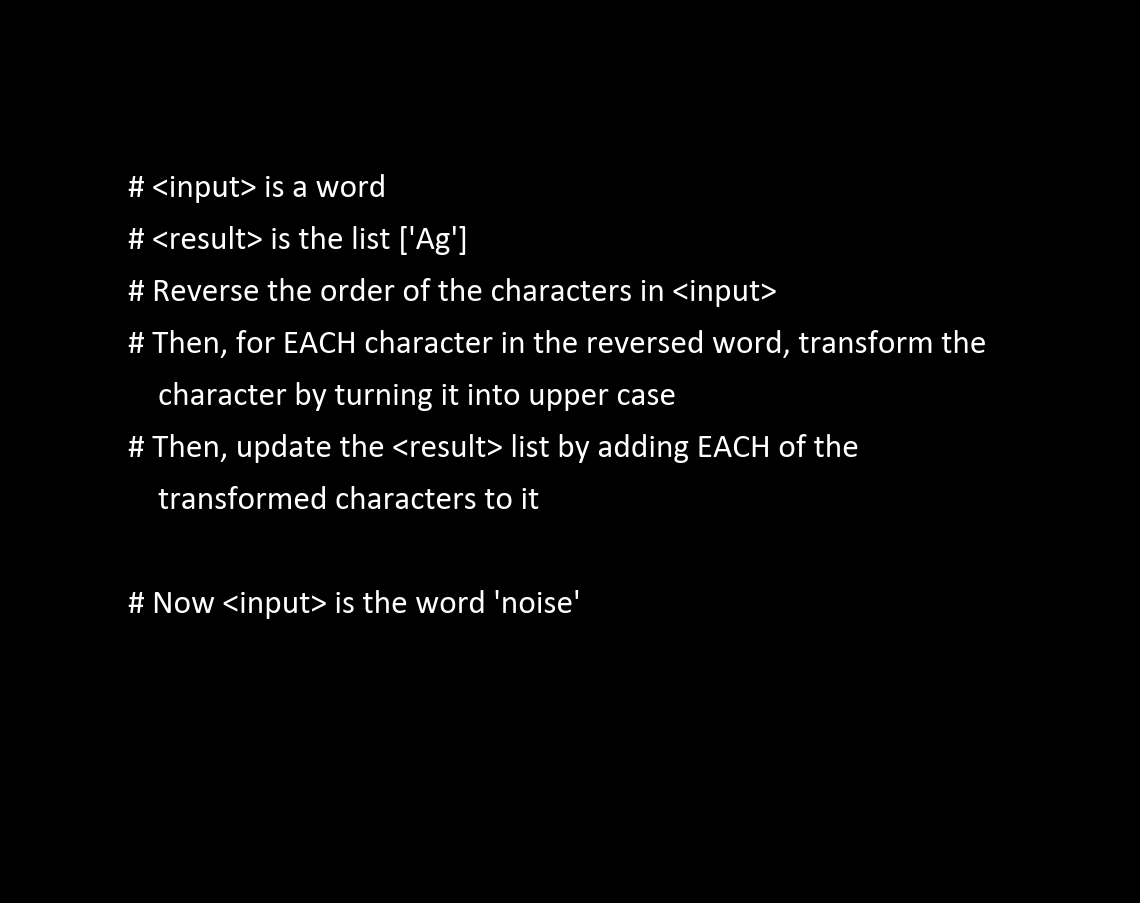 # <input> is a word
# <result> is the list ['Ag']
# Reverse the order of the characters in <input>
# Then, for EACH character in the reversed word, transform the
character by turning it into upper case
# Then, update the <result> list by adding EACH of the
transformed characters to it
# Now <input> is the word 'noise'